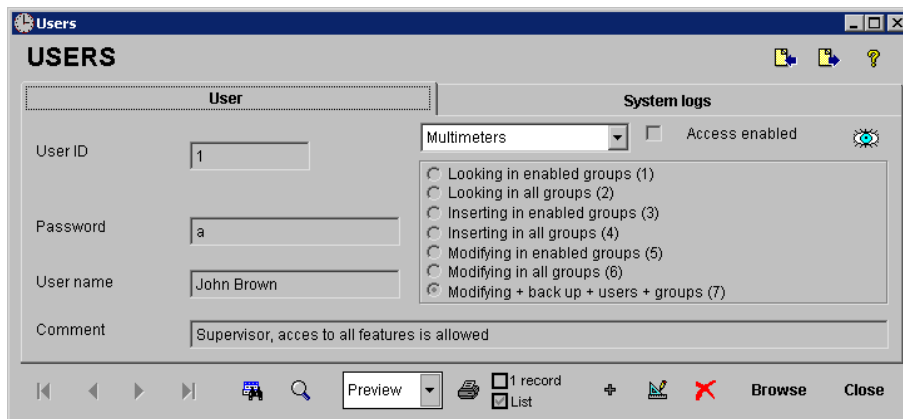 Users
USERS
User
System logs
Multimeters
Access enabled
User ID
1
Looking in enabled groups (1)
Looking in all groups (2)
Inserting in enabled groups (3)
Inserting in all groups (4)
Modifying in enabled groups (5)
Modifying in all groups (6)
Modifying + back up + users + groups (7)
Password
a
User name
John Brown
Comment
Supervisor, acces to all features is allowed
Preview
1 record
List
Browse
Close